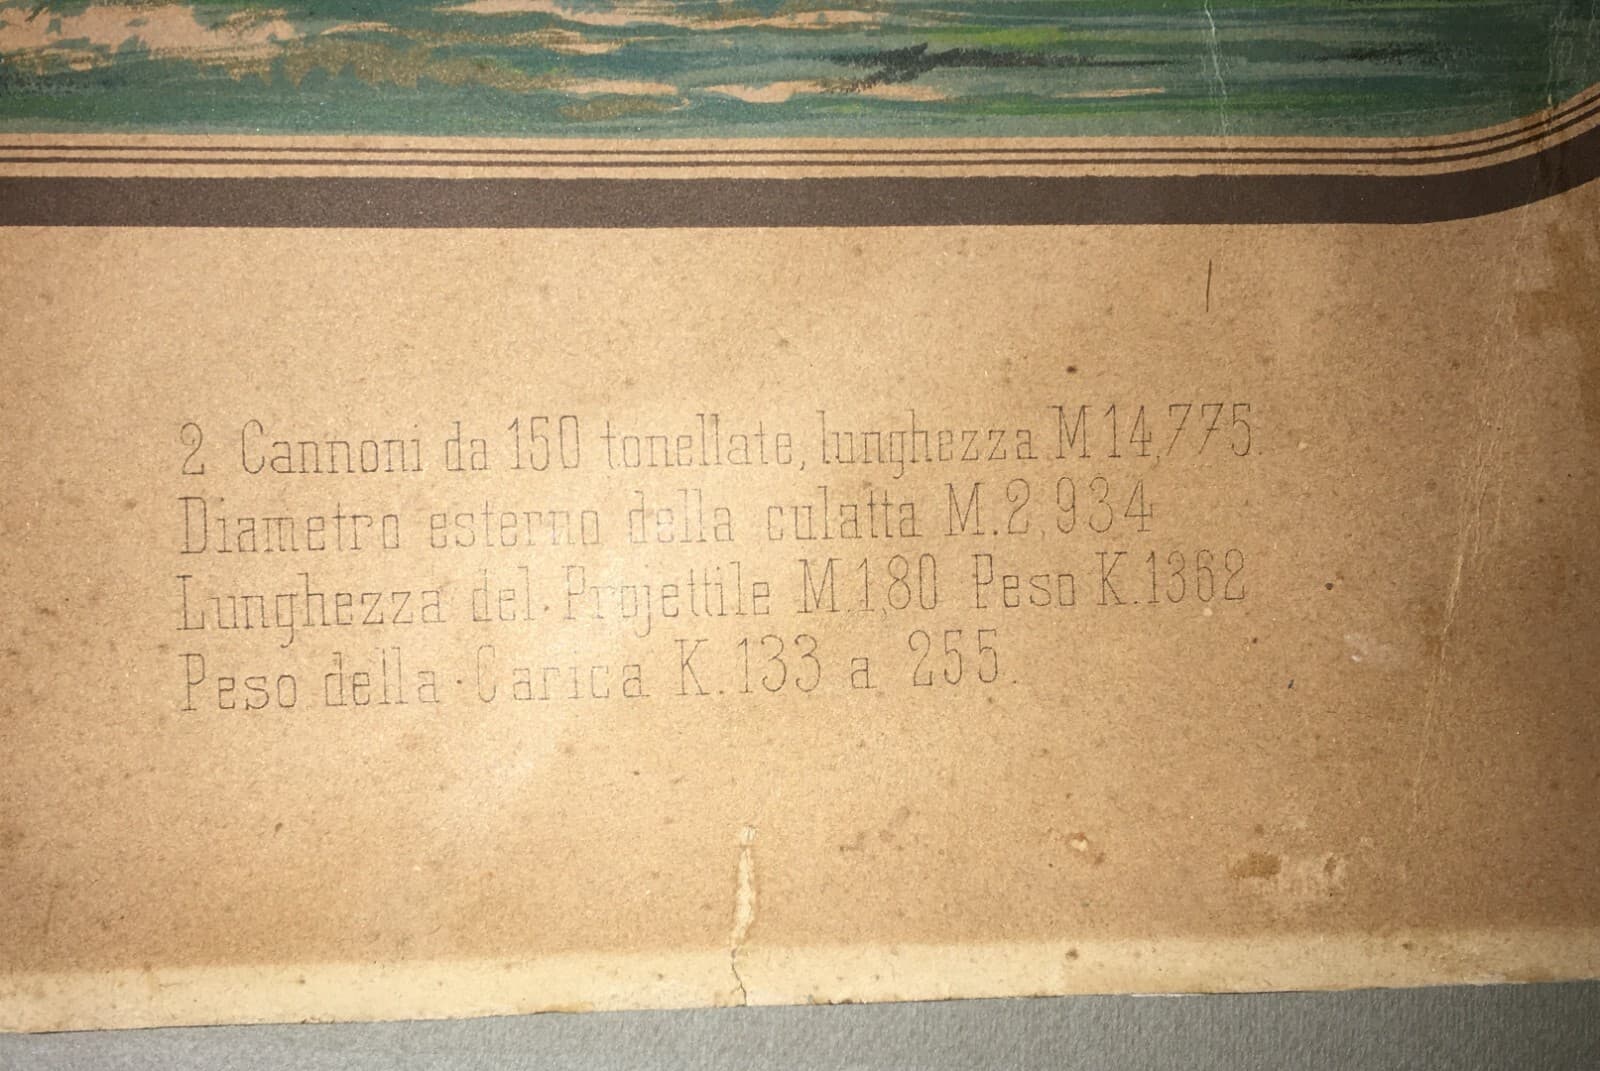 2 Cannoni da 150 tonellate, lunghezza M 14,775.
Diametro esterno della culatta M. 2,934
Lunghezza del Projettile M. 1,80 Peso K. 1362
Peso della Carica K. 133 a 255.